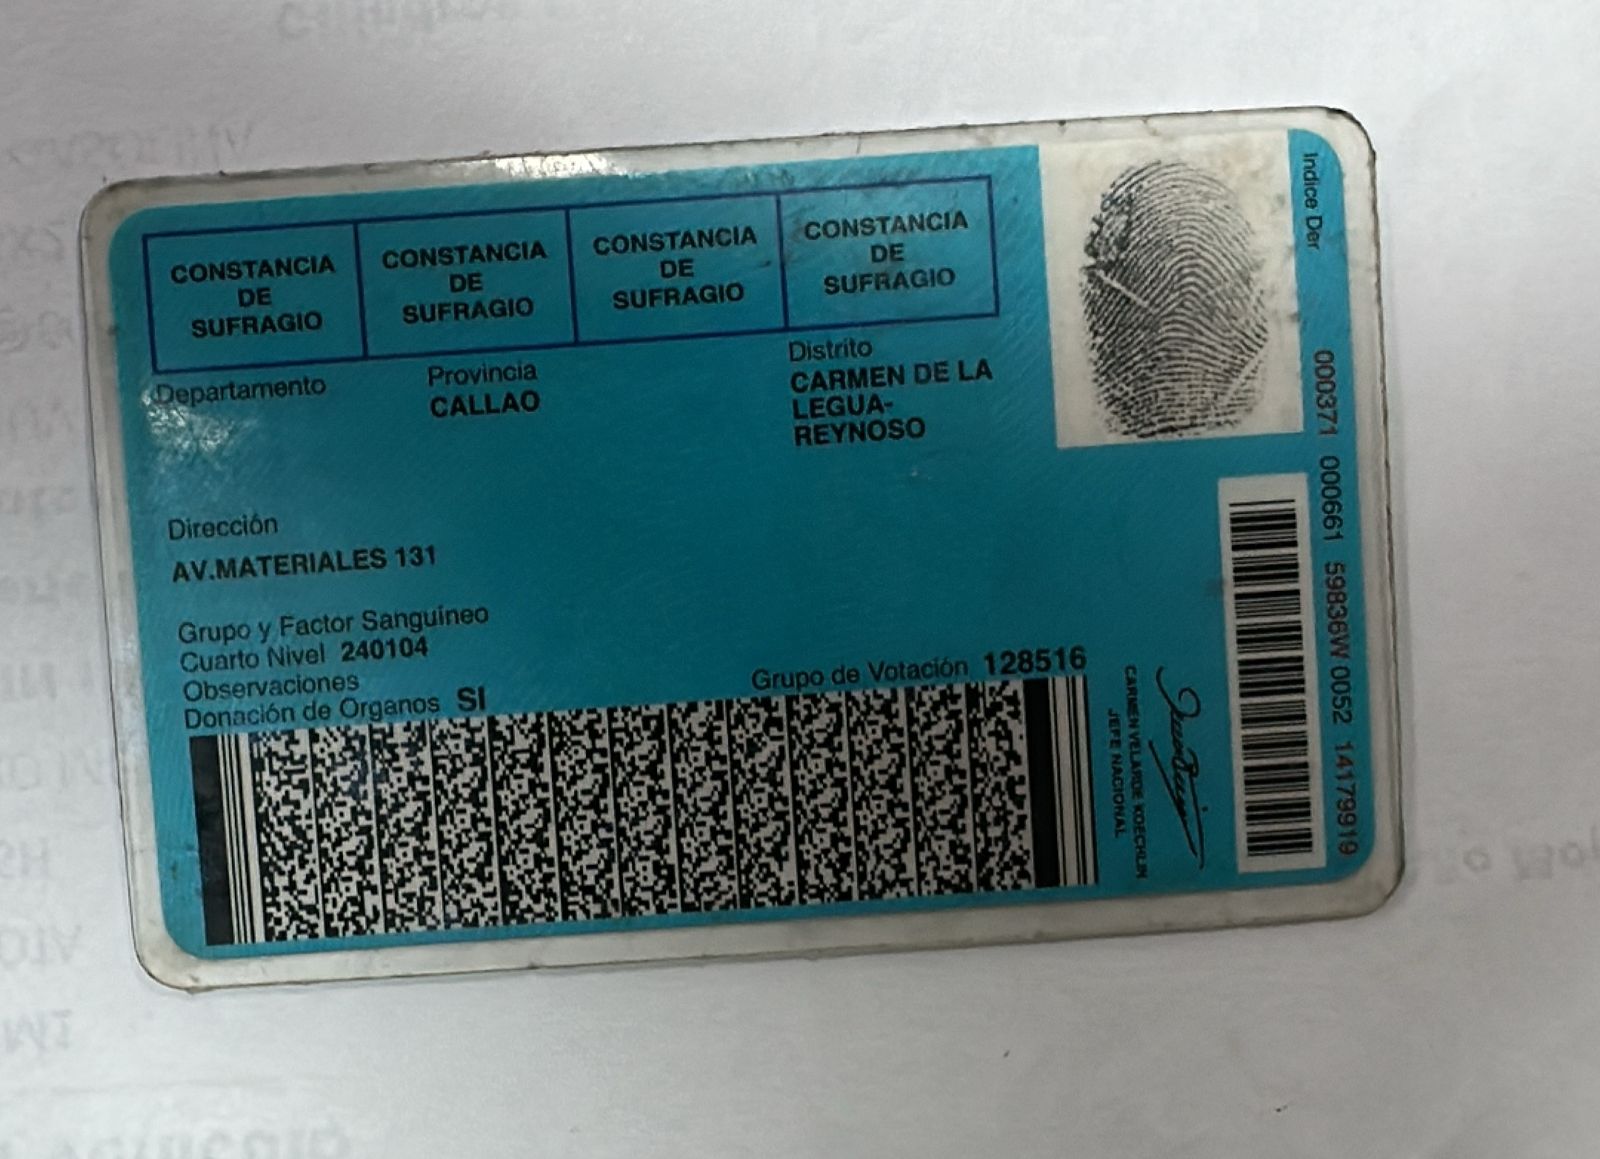 CONSTANCIA
DE
SUFRAGIO
CONSTANCIA
DE
SUFRAGIO
CONSTANCIA
DE
SUFRAGIO
CONSTANCIA
DE
SUFRAGIO
Departamento
Provincia
CALLAO
Distrito
CARMEN DE LA
LEGUA-
REYNOSO
Dirección
AV.MATERIALES 131
Grupo y Factor Sanguíneo
Cuarto Nivel 240104
Observaciones
Donación de Organos SI
Grupo de Votación 128516
CARMEN VELARDE KOECHLIN
JEFE NACIONAL
Indice Der
000371 000661 59836W 0052 14179919